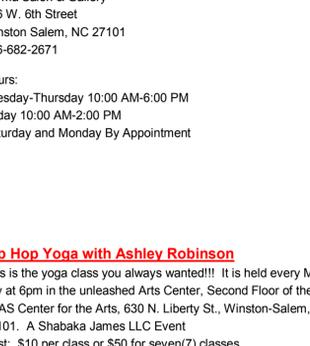 6 W. 6th Street
nston Salem, NC 27101
6-682-2671
urs:
esday-Thursday 10:00 AM-6:00 PM
day 10:00 AM-2:00 PM
turday and Monday By Appointment
p Hop Yoga with Ashley Robinson
s is the yoga class you always wanted!!!  It is held every M
y at 6pm in the unleashed Arts Center, Second Floor of the
AS Center for the Arts, 630 N. Liberty St., Winston-Salem,
101.  A Shabaka James LLC Event
st:  $10 per class or $50 for seven(7) classes